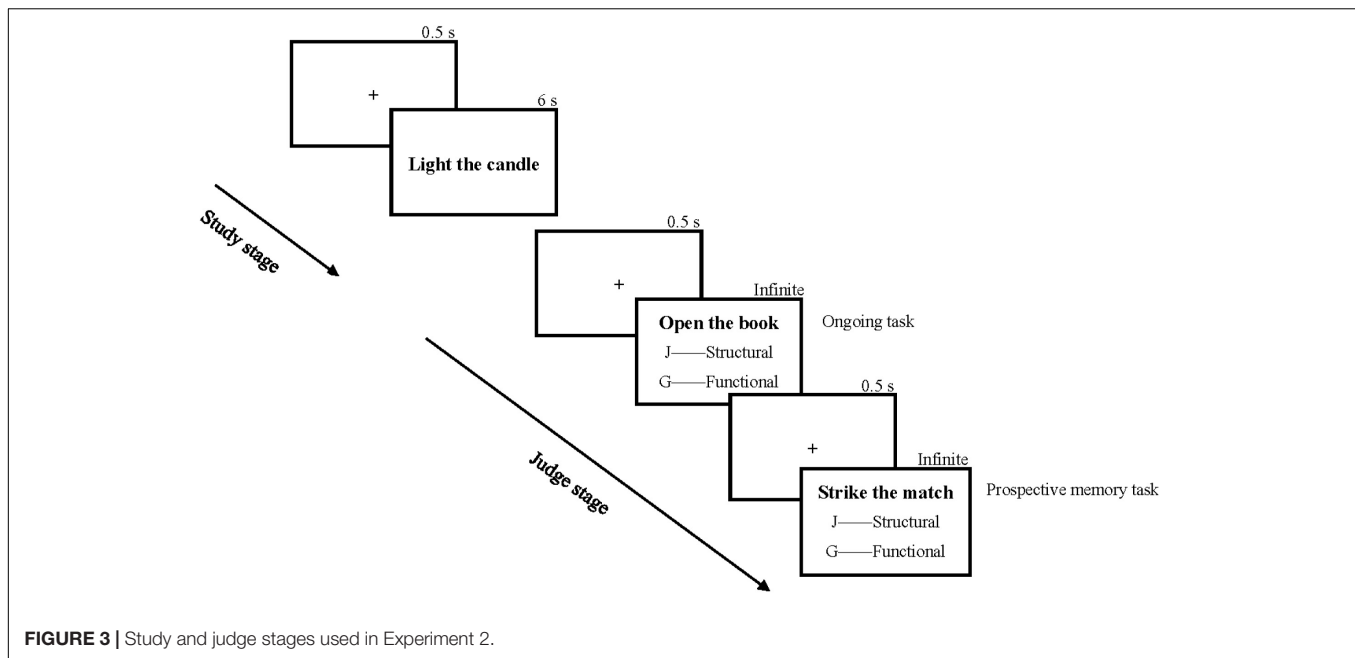 0.5 s
+
6 s
Light the candle
Study stage
0.5 s
+
Infinite
Open the book
J——Structural
G——Functional
Ongoing task
Judge stage
0.5 s
+
Infinite
Strike the match
J——Structural
G——Functional
Prospective memory task
FIGURE 3 | Study and judge stages used in Experiment 2.